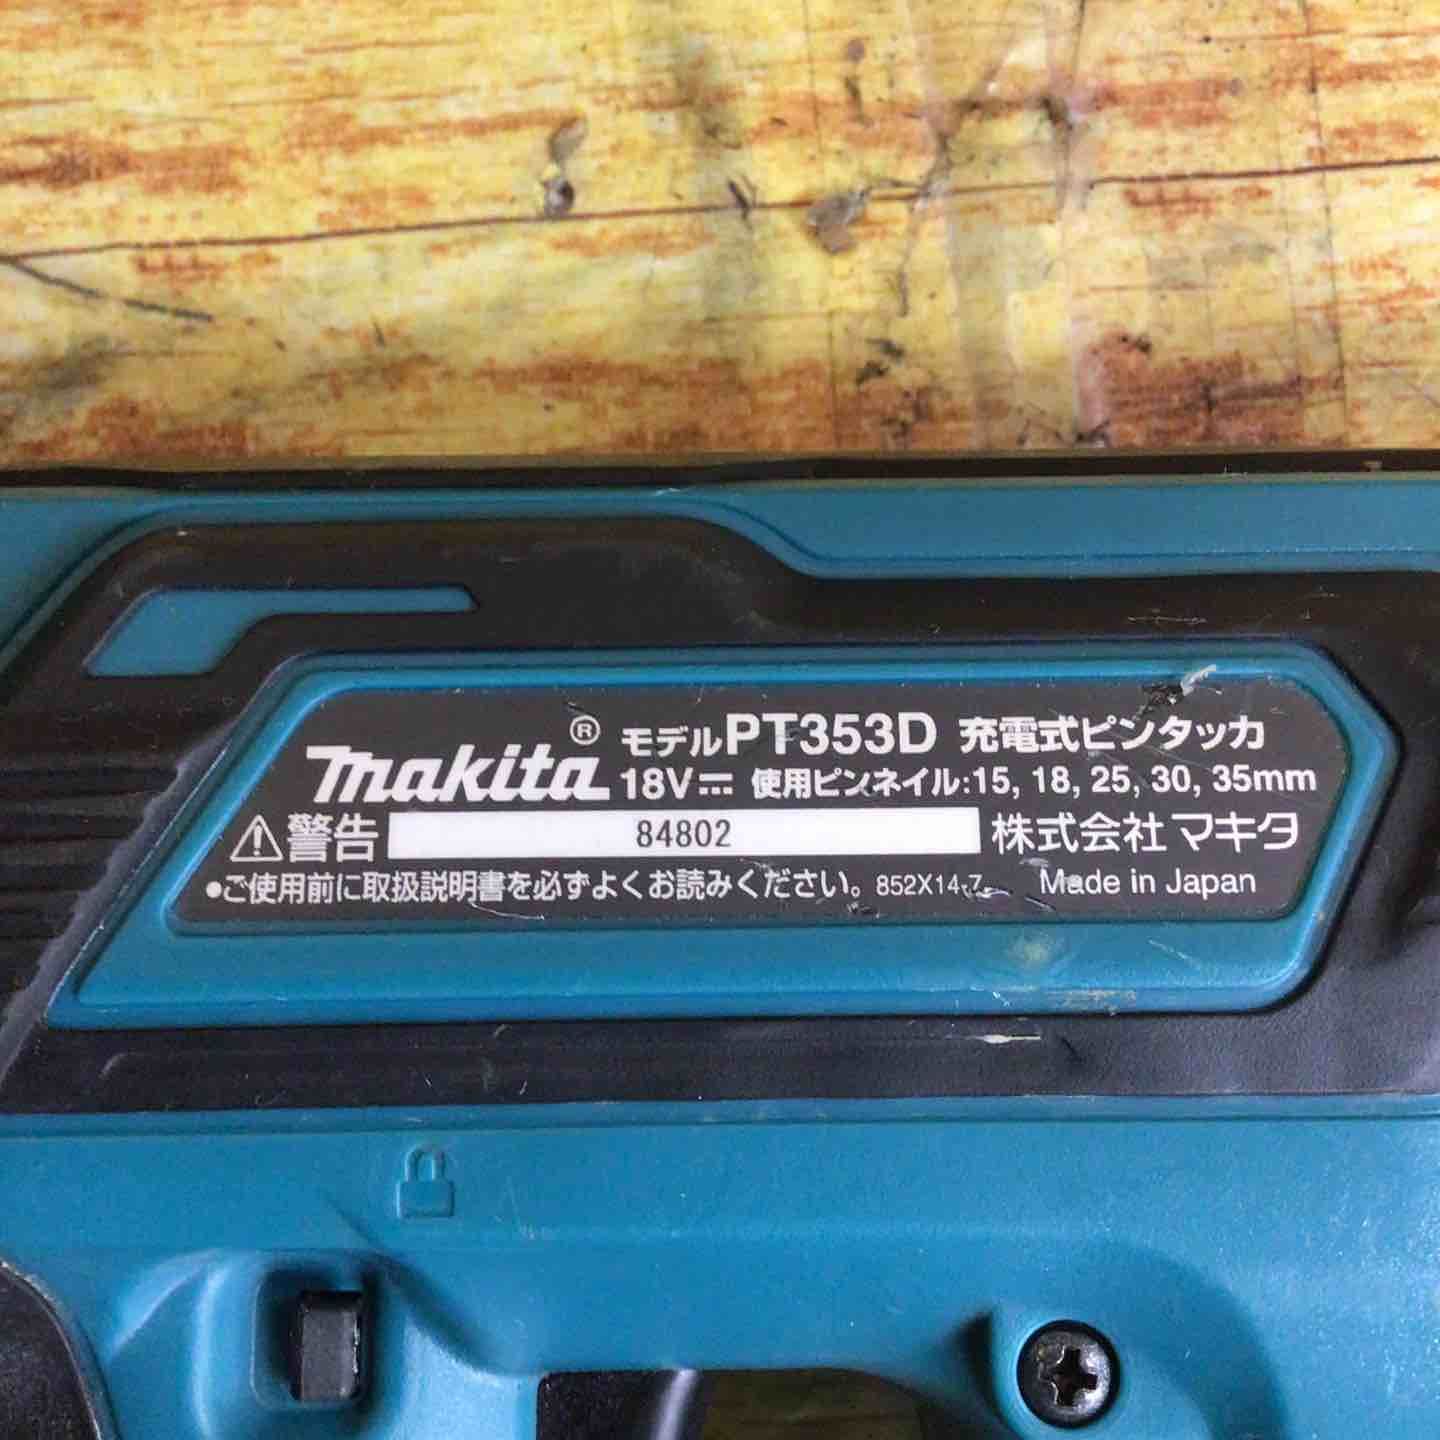 makita® モデルPT353D 充電式ピンタッカ
18V⎓ 使用ピンネイル:15, 18, 25, 30, 35mm
⚠警告 84802 株式会社マキタ
●ご使用前に取扱説明書を必ずよくお読みください。 852X14-7 Made in Japan